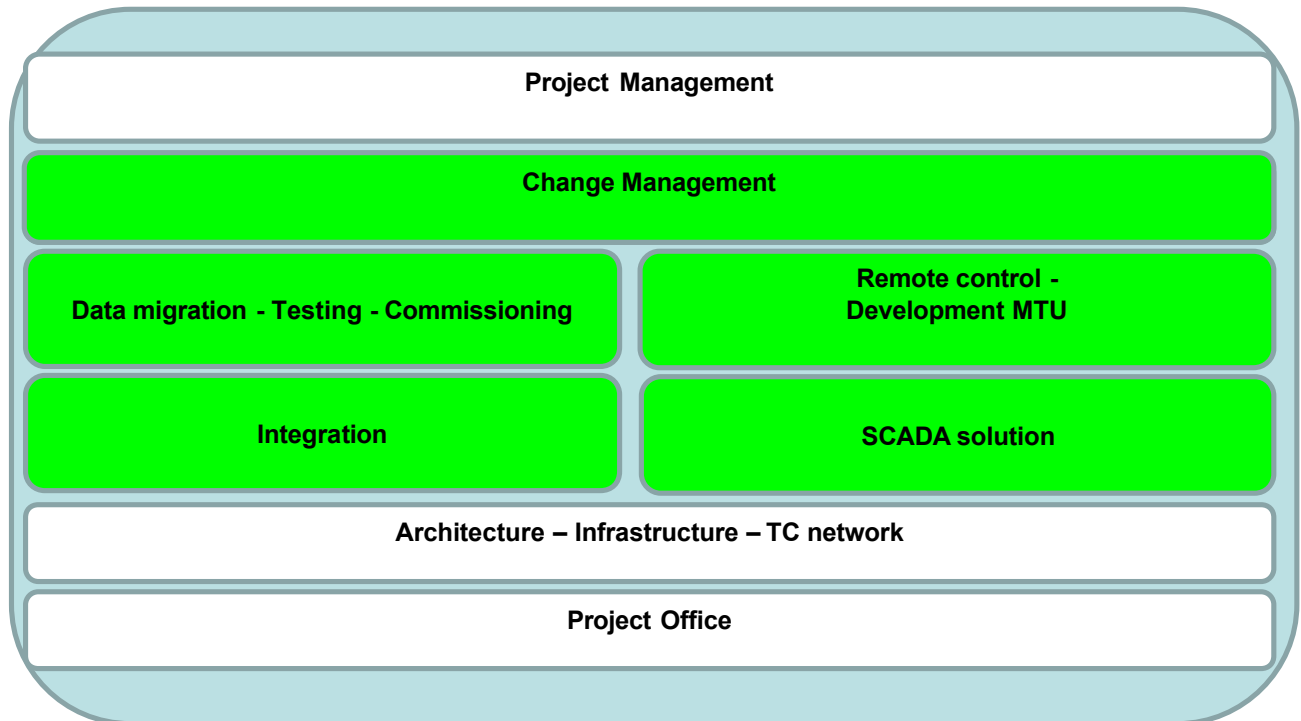 Project Management
Change Management
Data migration - Testing - Commissioning
Remote control -
Development MTU
Integration
SCADA solution
Architecture – Infrastructure – TC network
Project Office